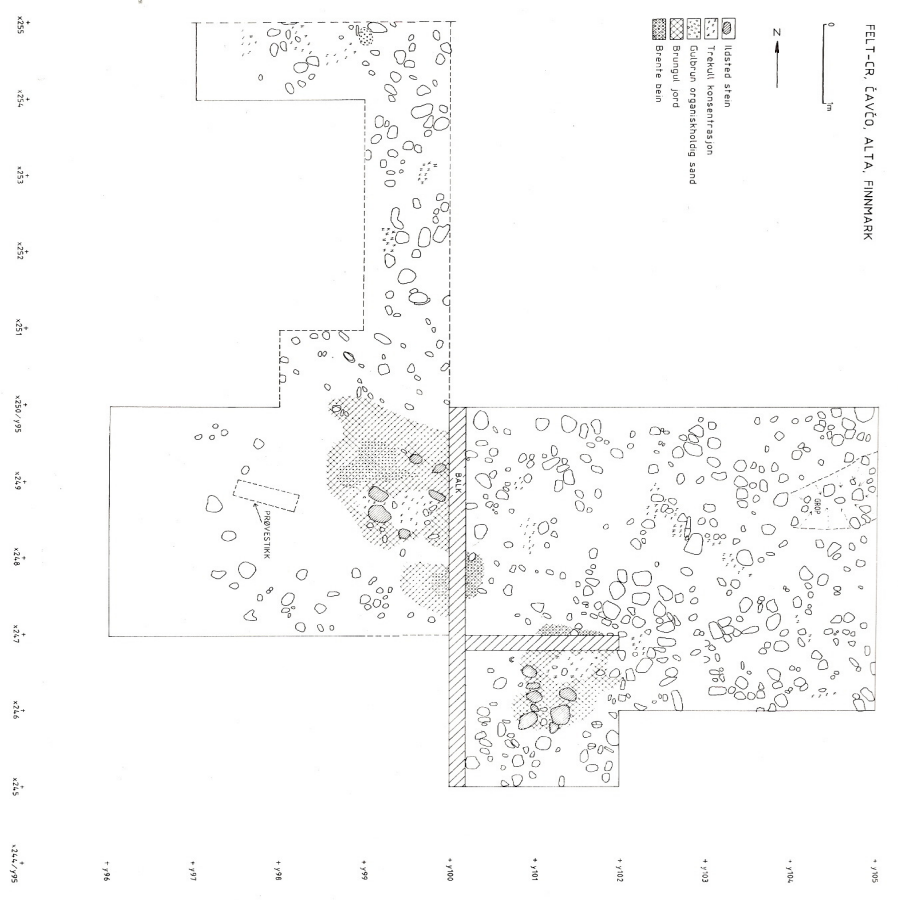 FELT-CR, ČAVČO, ALTA, FINNMARK
0 1m
N
Ildsted stein
Trekull konsentrasjon
Gulbrun organiskholdig sand
Brungul jord
Brente bein
BALK
GROP
PRØVESTIKK
x255
x254
x253
x252
x251
x250/y95
x249
x248
x247
x246
x245
x244/y95
y96
y97
y98
y99
y100
y101
y102
y103
y104
y105